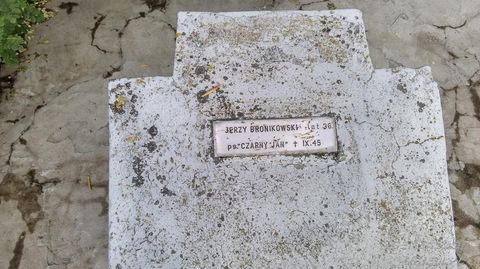 JERZY BRONIKOWSKI lat 36
ps."CZARNY JAN" † IX.45